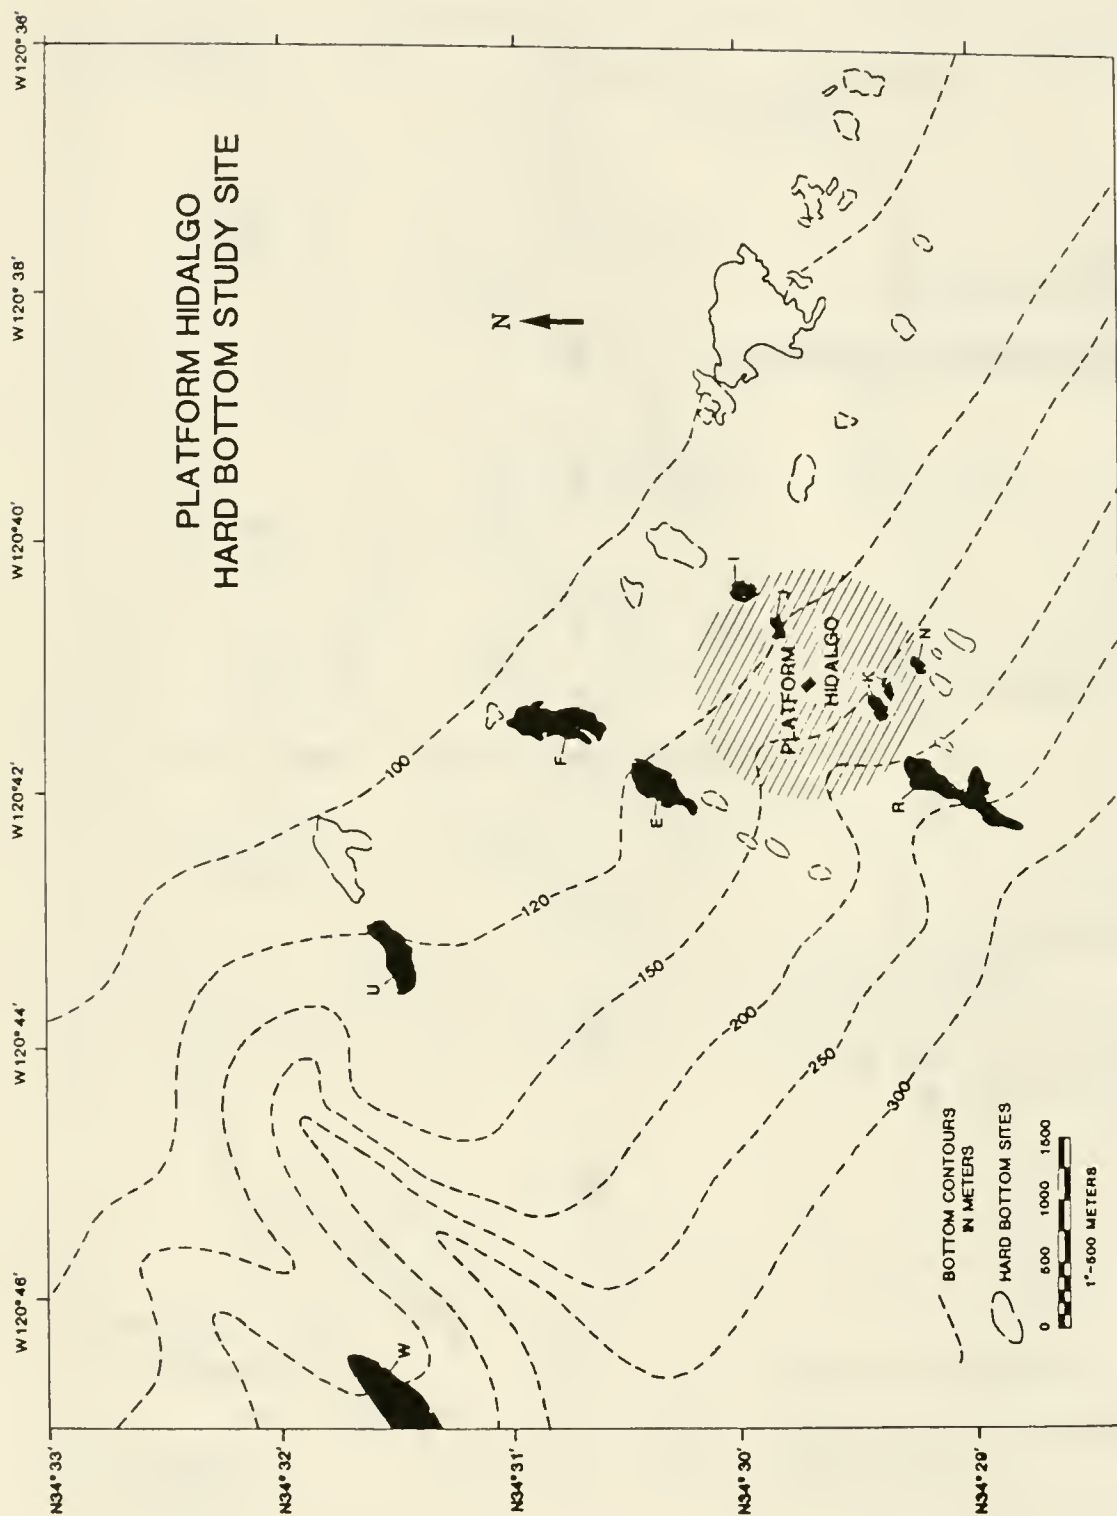 PLATFORM HIDALGO
HARD BOTTOM STUDY SITE
N
W120° 46'
W120° 44'
W120° 42'
W120° 40'
W120° 38'
W120° 36'
N34° 33'
N34° 32'
N34° 31'
N34° 30'
N34° 29'
100
120
150
200
250
300
W
U
F
E
I
J
K
N
R
PLATFORM
HIDALGO
BOTTOM CONTOURS
IN METERS
HARD BOTTOM SITES
0 500 1000 1500
1"-500 METERS